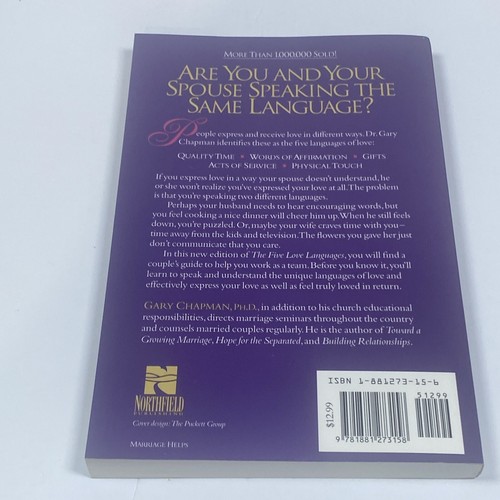 MORE THAN 1,000,000 SOLD!
ARE YOU AND YOUR
SPOUSE SPEAKING THE
SAME LANGUAGE?
People express and receive love in different ways. Dr. Gary
Chapman identifies these as the five languages of love:
QUALITY TIME • WORDS OF AFFIRMATION • GIFTS
ACTS OF SERVICE • PHYSICAL TOUCH
If you express love in a way your spouse doesn't understand, he
or she won't realize you've expressed your love at all. The problem
is that you're speaking two different languages.
Perhaps your husband needs to hear encouraging words, but
you feel cooking a nice dinner will cheer him up. When he still feels
down, you're puzzled. Or, maybe your wife craves time with you–
time away from the kids and television. The flowers you gave her just
don't communicate that you care.
In this new edition of The Five Love Languages, you will find a
couple's guide to help you work as a team. Before you know it, you'll
learn to speak and understand the unique languages of love and
effectively express your love as well as feel truly loved in return.
GARY CHAPMAN, PH.D., in addition to his church educational
responsibilities, directs marriage seminars throughout the country
and counsels married couples regularly. He is the author of Toward a
Growing Marriage, Hope for the Separated, and Building Relationships.
NORTHFIELD
PUBLISHING
Cover design: The Puckett Group
MARRIAGE HELPS
ISBN 1-881273-15-6
51299
$12.99
9 781881 273158